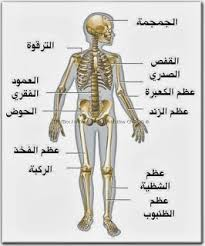 الجمجمة
الترقوة
القفص
الصدري
العمود
الفقري
عظم الكعبرة
عظم الزند
الحوض
عظم الفخذ
الركبة
عظم
الشظية
عظم
الظنبوب